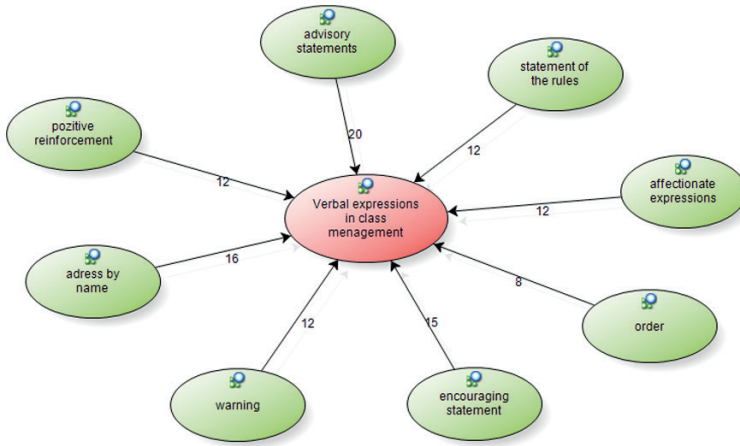 advisory
statements
statement of
the rules
pozitive
reinforcement
20
12
12
affectionate
expressions
Verbal expressions
in class
menagement
12
adress by
name
16
8
order
12
15
warning
encouraging
statement